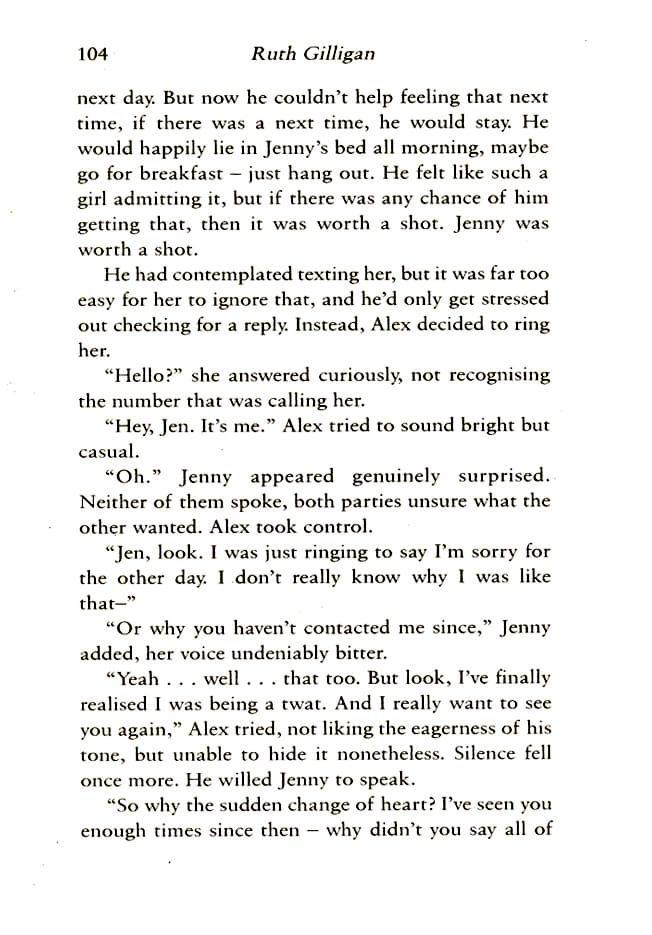 104 Ruth Gilligan
next day. But now he couldn't help feeling that next
time, if there was a next time, he would stay. He
would happily lie in Jenny's bed all morning, maybe
go for breakfast – just hang out. He felt like such a
girl admitting it, but if there was any chance of him
getting that, then it was worth a shot. Jenny was
worth a shot.
He had contemplated texting her, but it was far too
easy for her to ignore that, and he'd only get stressed
out checking for a reply. Instead, Alex decided to ring
her.
“Hello?” she answered curiously, not recognising
the number that was calling her.
“Hey, Jen. It's me.” Alex tried to sound bright but
casual.
“Oh.” Jenny appeared genuinely surprised.
Neither of them spoke, both parties unsure what the
other wanted. Alex took control.
“Jen, look. I was just ringing to say I'm sorry for
the other day. I don't really know why I was like
that–”
“Or why you haven't contacted me since,” Jenny
added, her voice undeniably bitter.
“Yeah . . . well . . . that too. But look, I've finally
realised I was being a twat. And I really want to see
you again,” Alex tried, not liking the eagerness of his
tone, but unable to hide it nonetheless. Silence fell
once more. He willed Jenny to speak.
“So why the sudden change of heart? I've seen you
enough times since then – why didn't you say all of